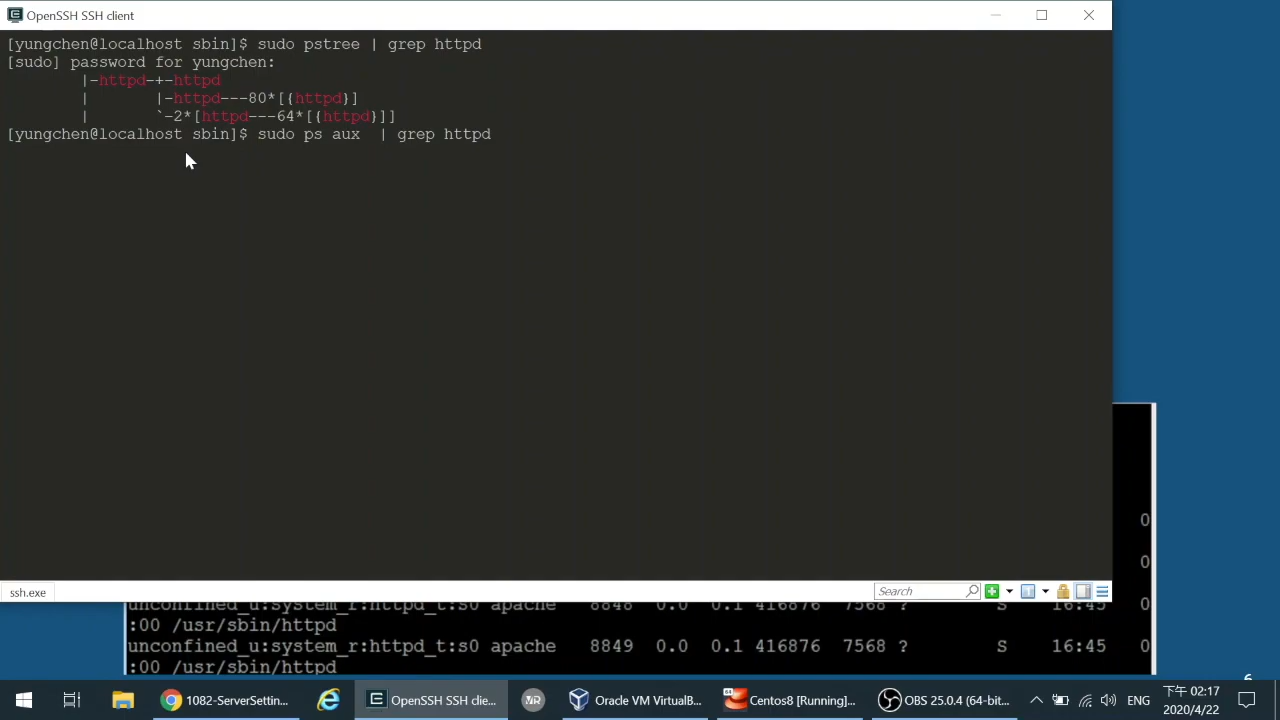 OpenSSH SSH client
[yungchen@localhost sbin]$ sudo pstree | grep httpd
[sudo] password for yungchen:
        |-httpd-+-httpd
        |       |-httpd---80*[{httpd}]
        |       `-2*[httpd---64*[{httpd}]]
[yungchen@localhost sbin]$ sudo ps aux  | grep httpd
0
0
ssh.exe
Search
unconfined_u:system_r:httpd_t:s0 apache   8848  0.0  0.1 416876  7568 ?        S    16:45   0
:00 /usr/sbin/httpd
unconfined_u:system_r:httpd_t:s0 apache   8849  0.0  0.1 416876  7568 ?        S    16:45   0
:00 /usr/sbin/httpd
1082-ServerSettin...
OpenSSH SSH clie...
Oracle VM VirtualB...
Centos8 [Running]...
OBS 25.0.4 (64-bit...
ENG
下午 02:17
2020/4/22